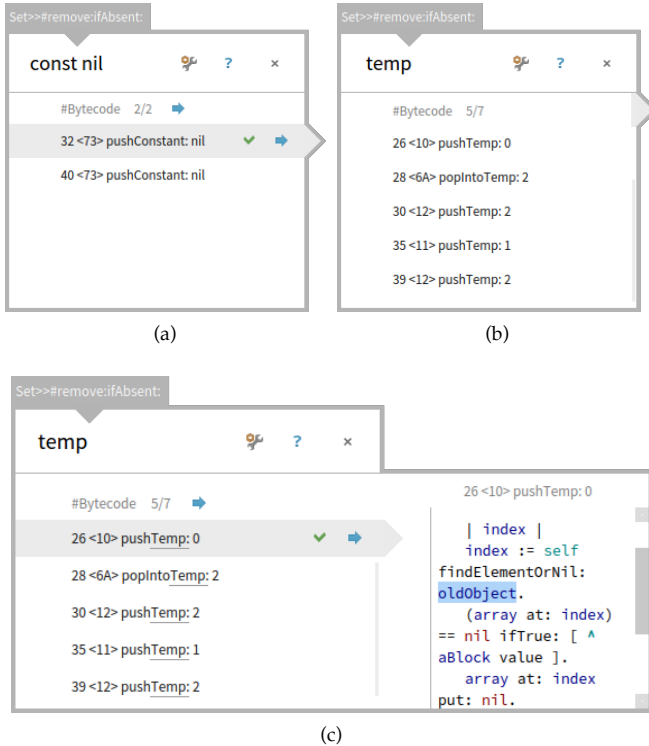 Set>>#remove:ifAbsent:
const nil ? ×
#Bytecode 2/2
32 <73> pushConstant: nil
40 <73> pushConstant: nil
(a)
Set>>#remove:ifAbsent:
temp ? ×
#Bytecode 5/7
26 <10> pushTemp: 0
28 <6A> popIntoTemp: 2
30 <12> pushTemp: 2
35 <11> pushTemp: 1
39 <12> pushTemp: 2
(b)
Set>>#remove:ifAbsent:
temp ? ×
#Bytecode 5/7
26 <10> pushTemp: 0
28 <6A> popIntoTemp: 2
30 <12> pushTemp: 2
35 <11> pushTemp: 1
39 <12> pushTemp: 2
26 <10> pushTemp: 0
| index |
index := self
findElementOrNil:
oldObject.
(array at: index)
== nil ifTrue: [ ^
aBlock value ].
array at: index
put: nil.
(c)